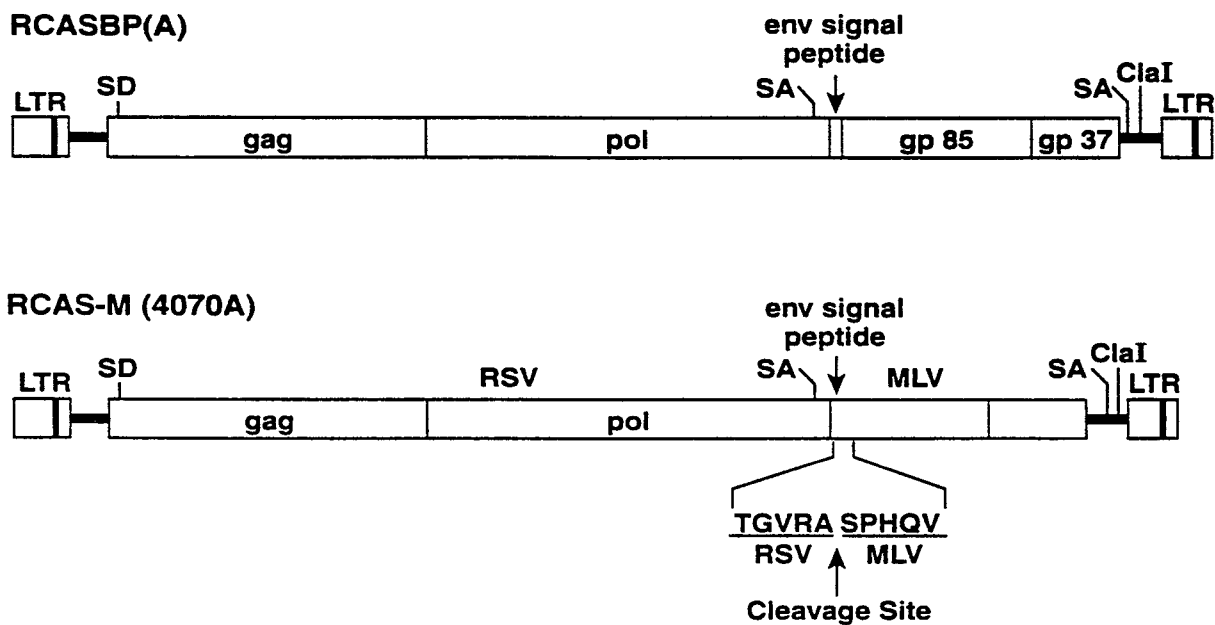 RCASBP(A)
env signal
peptide
LTR SD SA SA ClaI LTR
gag pol gp 85 gp 37
RCAS-M (4070A)
env signal
peptide
LTR SD RSV SA MLV SA ClaI LTR
gag pol
TGVRA SPHQV
RSV MLV
Cleavage Site